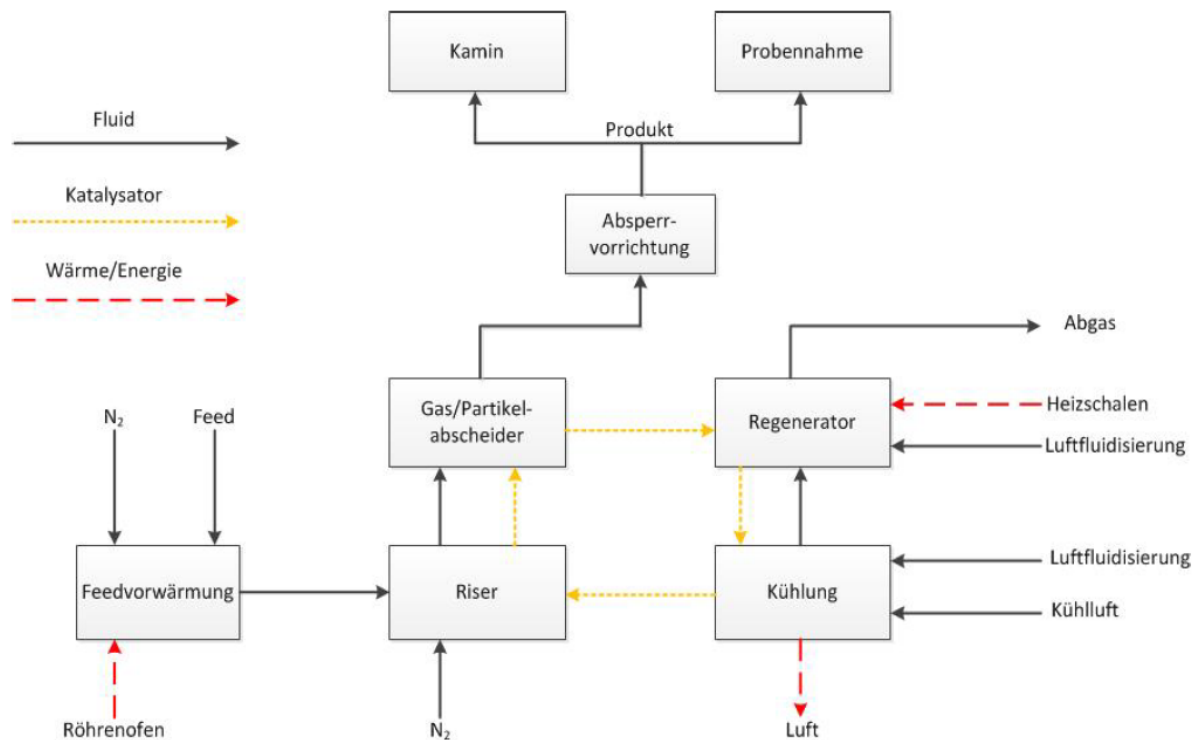 Kamin
Probennahme
Fluid
Produkt
Katalysator
Absperr-
vorrichtung
Wärme/Energie
Abgas
N₂
Feed
Gas/Partikel-
abscheider
Regenerator
Heizschalen
Luftfluidisierung
Feedvorwärmung
Riser
Kühlung
Luftfluidisierung
Kühlluft
Röhrenofen
N₂
Luft